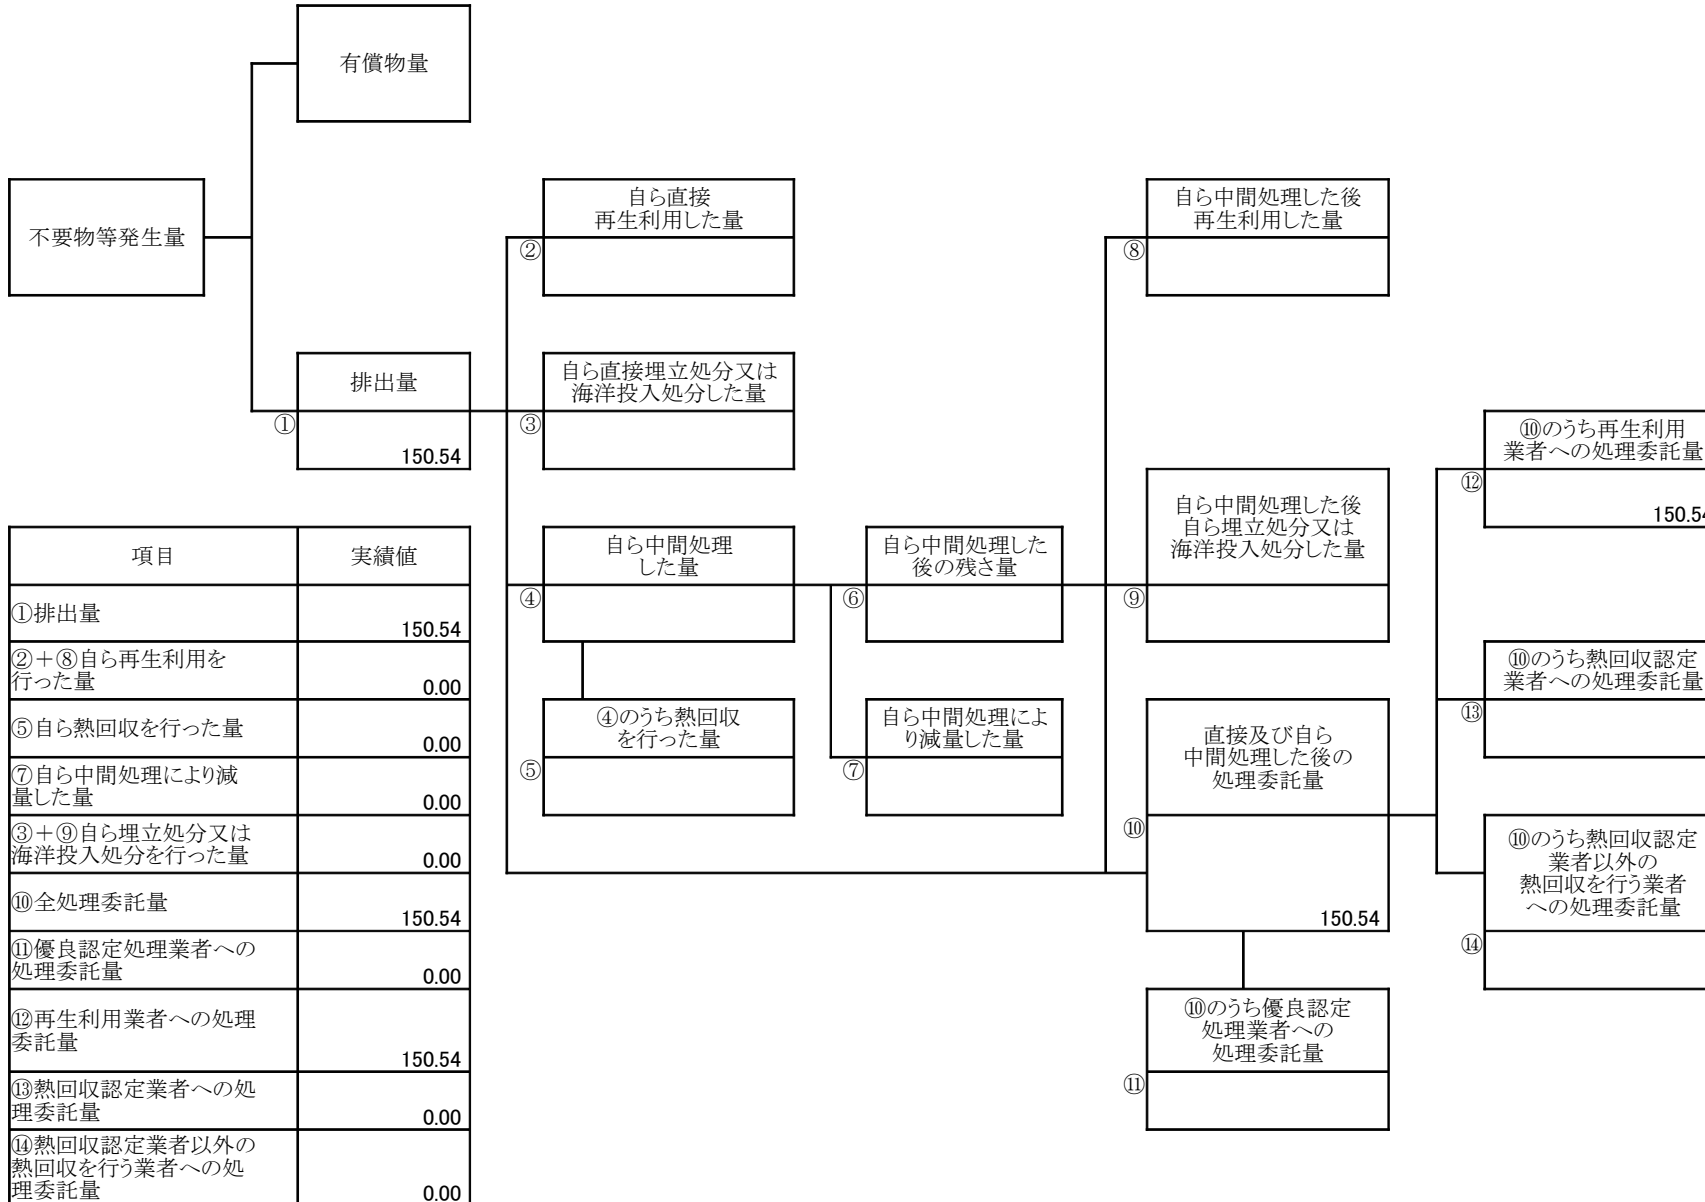 有償物量
不要物等発生量
自ら直接
再生利用した量
②
自ら中間処理した後
再生利用した量
⑧
排出量
①
150.54
自ら直接埋立処分又は
海洋投入処分した量
③
⑩のうち再生利用
業者への処理委託量
⑫
150.54
自ら中間処理
した量
④
自ら中間処理した
後の残さ量
⑥
自ら中間処理した後
自ら埋立処分又は
海洋投入処分した量
⑨
⑩のうち熱回収認定
業者への処理委託量
⑬
④のうち熱回収
を行った量
⑤
自ら中間処理によ
り減量した量
⑦
直接及び自ら
中間処理した後の
処理委託量
⑩
150.54
⑩のうち熱回収認定
業者以外の
熱回収を行う業者
への処理委託量
⑭
⑩のうち優良認定
処理業者への
処理委託量
⑪
項目 実績値
①排出量
150.54
②+⑧自ら再生利用を
行った量
0.00
⑤自ら熱回収を行った量
0.00
⑦自ら中間処理により減
量した量
0.00
③+⑨自ら埋立処分又は
海洋投入処分を行った量
0.00
⑩全処理委託量
150.54
⑪優良認定処理業者への
処理委託量
0.00
⑫再生利用業者への処理
委託量
150.54
⑬熱回収認定業者への処
理委託量
0.00
⑭熱回収認定業者以外の
熱回収を行う業者への処
理委託量
0.00